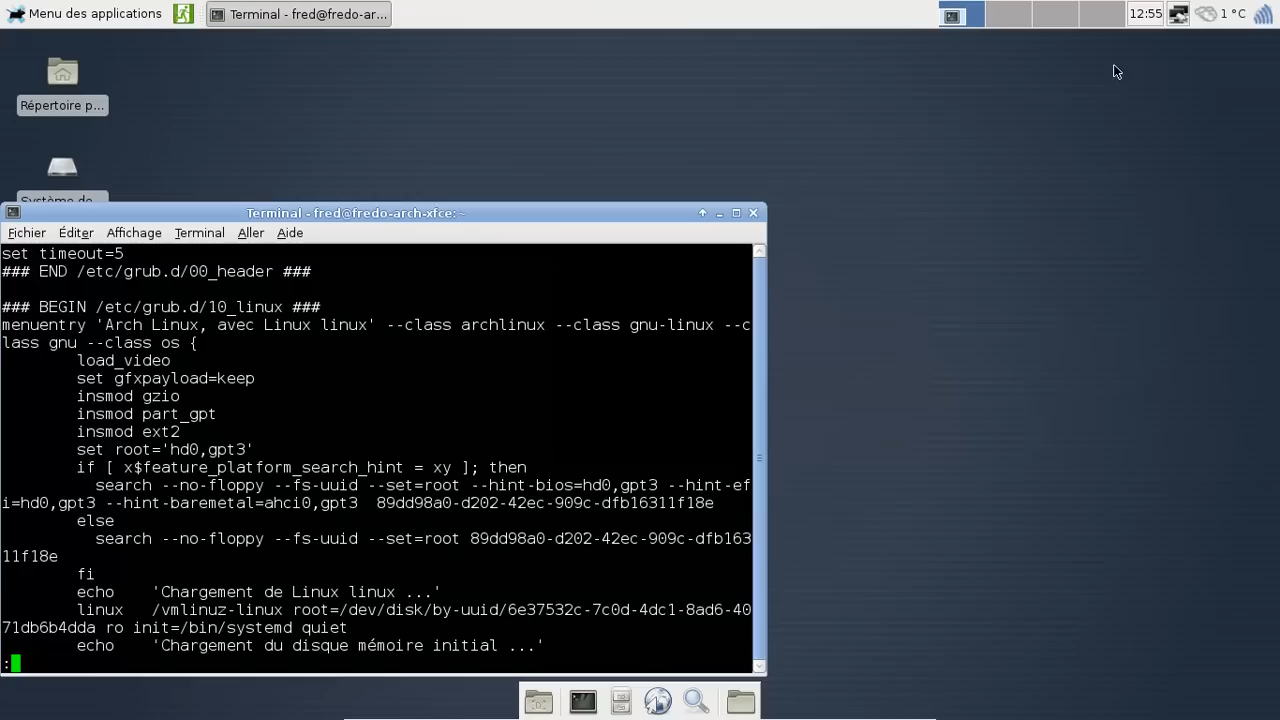 Menu des applications
Terminal - fred@fredo-ar...
12:55
1 °C
Répertoire p...
Système de
Terminal - fred@fredo-arch-xfce: ~
Fichier Éditer Affichage Terminal Aller Aide
set timeout=5
### END /etc/grub.d/00_header ###
### BEGIN /etc/grub.d/10_linux ###
menuentry 'Arch Linux, avec Linux linux' --class archlinux --class gnu-linux --c
lass gnu --class os {
load_video
set gfxpayload=keep
insmod gzio
insmod part_gpt
insmod ext2
set root='hd0,gpt3'
if [ x$feature_platform_search_hint = xy ]; then
search --no-floppy --fs-uuid --set=root --hint-bios=hd0,gpt3 --hint-ef
i=hd0,gpt3 --hint-baremetal=ahci0,gpt3  89dd98a0-d202-42ec-909c-dfb16311f18e
else
search --no-floppy --fs-uuid --set=root 89dd98a0-d202-42ec-909c-dfb163
11f18e
fi
echo    'Chargement de Linux linux ...'
linux   /vmlinuz-linux root=/dev/disk/by-uuid/6e37532c-7c0d-4dc1-8ad6-40
71db6b4dda ro init=/bin/systemd quiet
echo    'Chargement du disque mémoire initial ...'
: